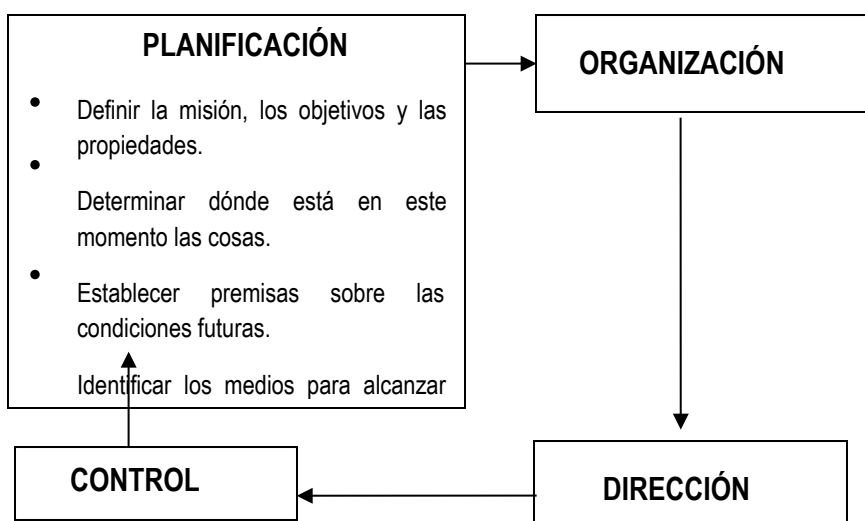 PLANIFICACIÓN
• Definir la misión, los objetivos y las
propiedades.
• Determinar dónde está en este
momento las cosas.
• Establecer premisas sobre las
condiciones futuras.
Identificar los medios para alcanzar
ORGANIZACIÓN
CONTROL
DIRECCIÓN